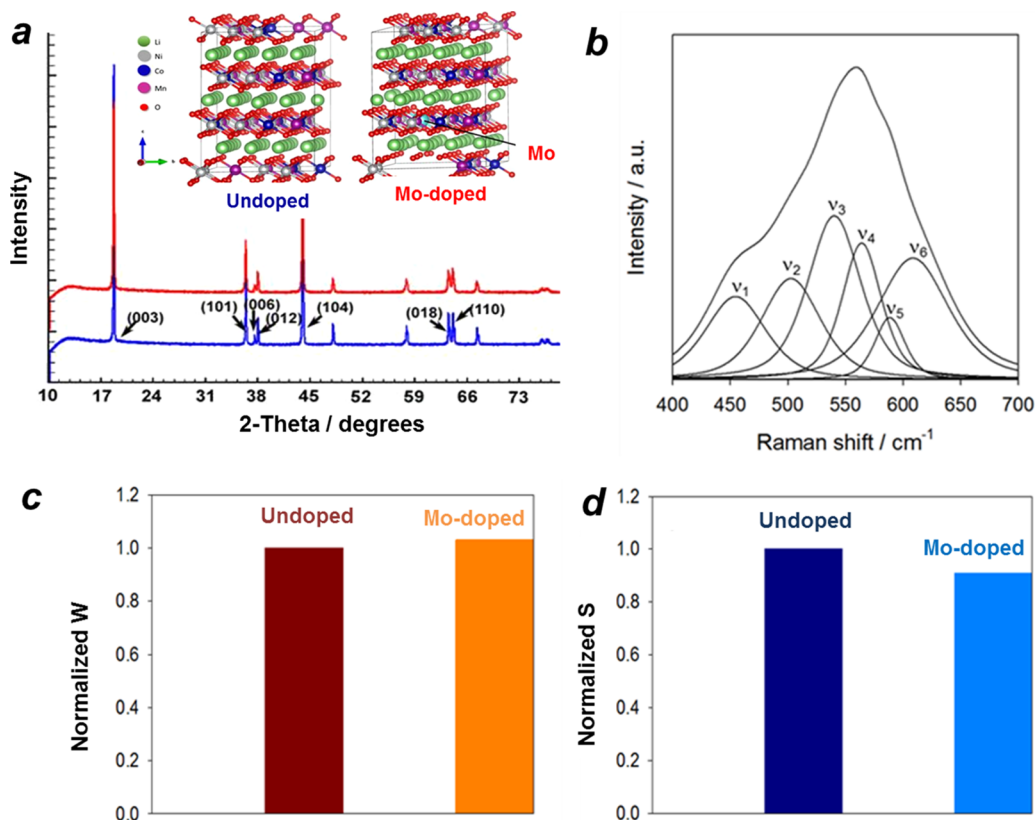 a
Li
Ni
Co
Mn
O
Mo
Undoped
Mo-doped
Intensity
(003)
(101)
(006)
(012)
(104)
(018)
(110)
10 17 24 31 38 45 52 59 66 73
2-Theta / degrees
b
Intensity / a.u.
ν1
ν2
ν3
ν4
ν5
ν6
400 450 500 550 600 650 700
Raman shift / cm-1
c
Normalized W
1.2
1.0
0.8
0.6
0.4
0.2
0.0
Undoped
Mo-doped
d
Normalized S
1.2
1.0
0.8
0.6
0.4
0.2
0.0
Undoped
Mo-doped